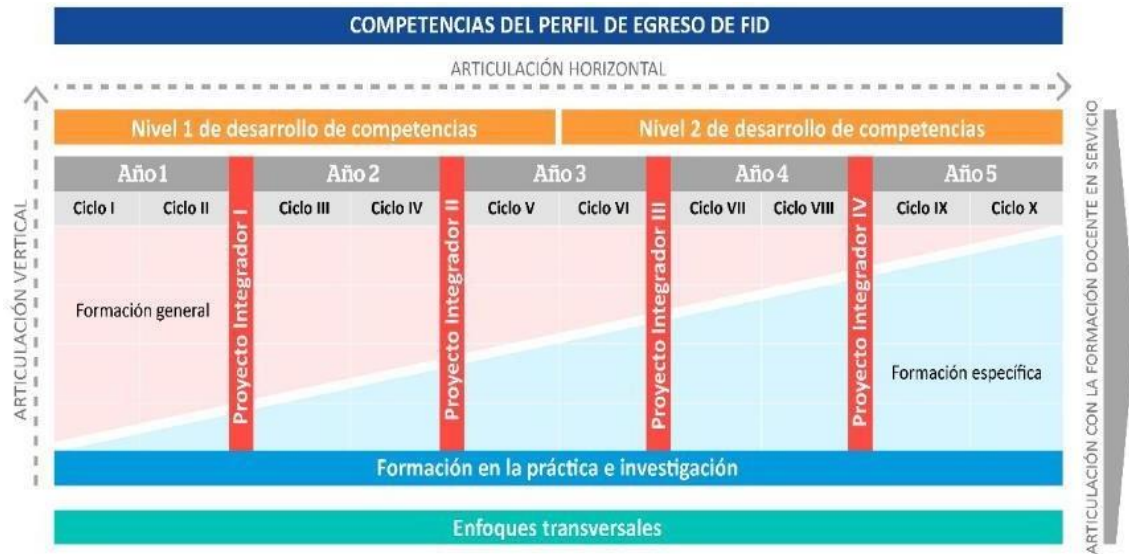 COMPETENCIAS DEL PERFIL DE EGRESO DE FID
ARTICULACIÓN HORIZONTAL
Nivel 1 de desarrollo de competencias
Nivel 2 de desarrollo de competencias
Año 1
Año 2
Año 3
Año 4
Año 5
Ciclo I
Ciclo II
Ciclo III
Ciclo IV
Ciclo V
Ciclo VI
Ciclo VII
Ciclo VIII
Ciclo IX
Ciclo X
Proyecto Integrador I
Proyecto Integrador II
Proyecto Integrador III
Proyecto Integrador IV
Formación general
Formación específica
Formación en la práctica e investigación
Enfoques transversales
ARTICULACIÓN VERTICAL
ARTICULACIÓN CON LA FORMACIÓN DOCENTE EN SERVICIO